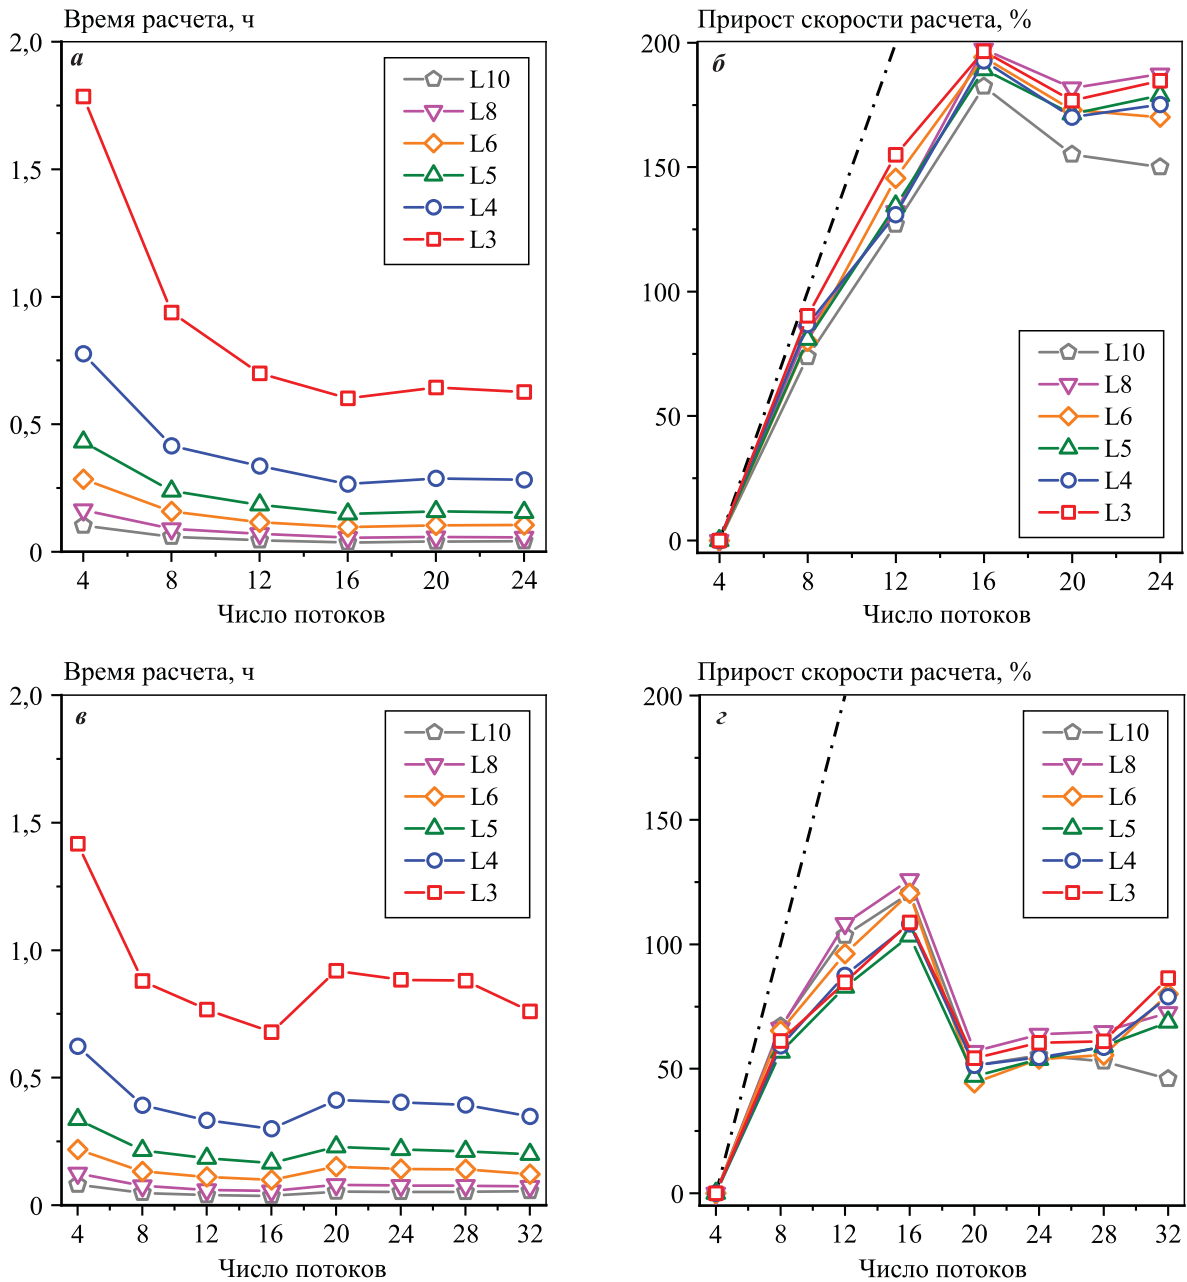 Время расчета, ч
а
2,0
1,5
1,0
0,5
0
4 8 12 16 20 24
Число потоков
L10
L8
L6
L5
L4
L3
Прирост скорости расчета, %
б
200
150
100
50
0
4 8 12 16 20 24
Число потоков
L10
L8
L6
L5
L4
L3
Время расчета, ч
в
2,0
1,5
1,0
0,5
0
4 8 12 16 20 24 28 32
Число потоков
L10
L8
L6
L5
L4
L3
Прирост скорости расчета, %
г
200
150
100
50
0
4 8 12 16 20 24 28 32
Число потоков
L10
L8
L6
L5
L4
L3